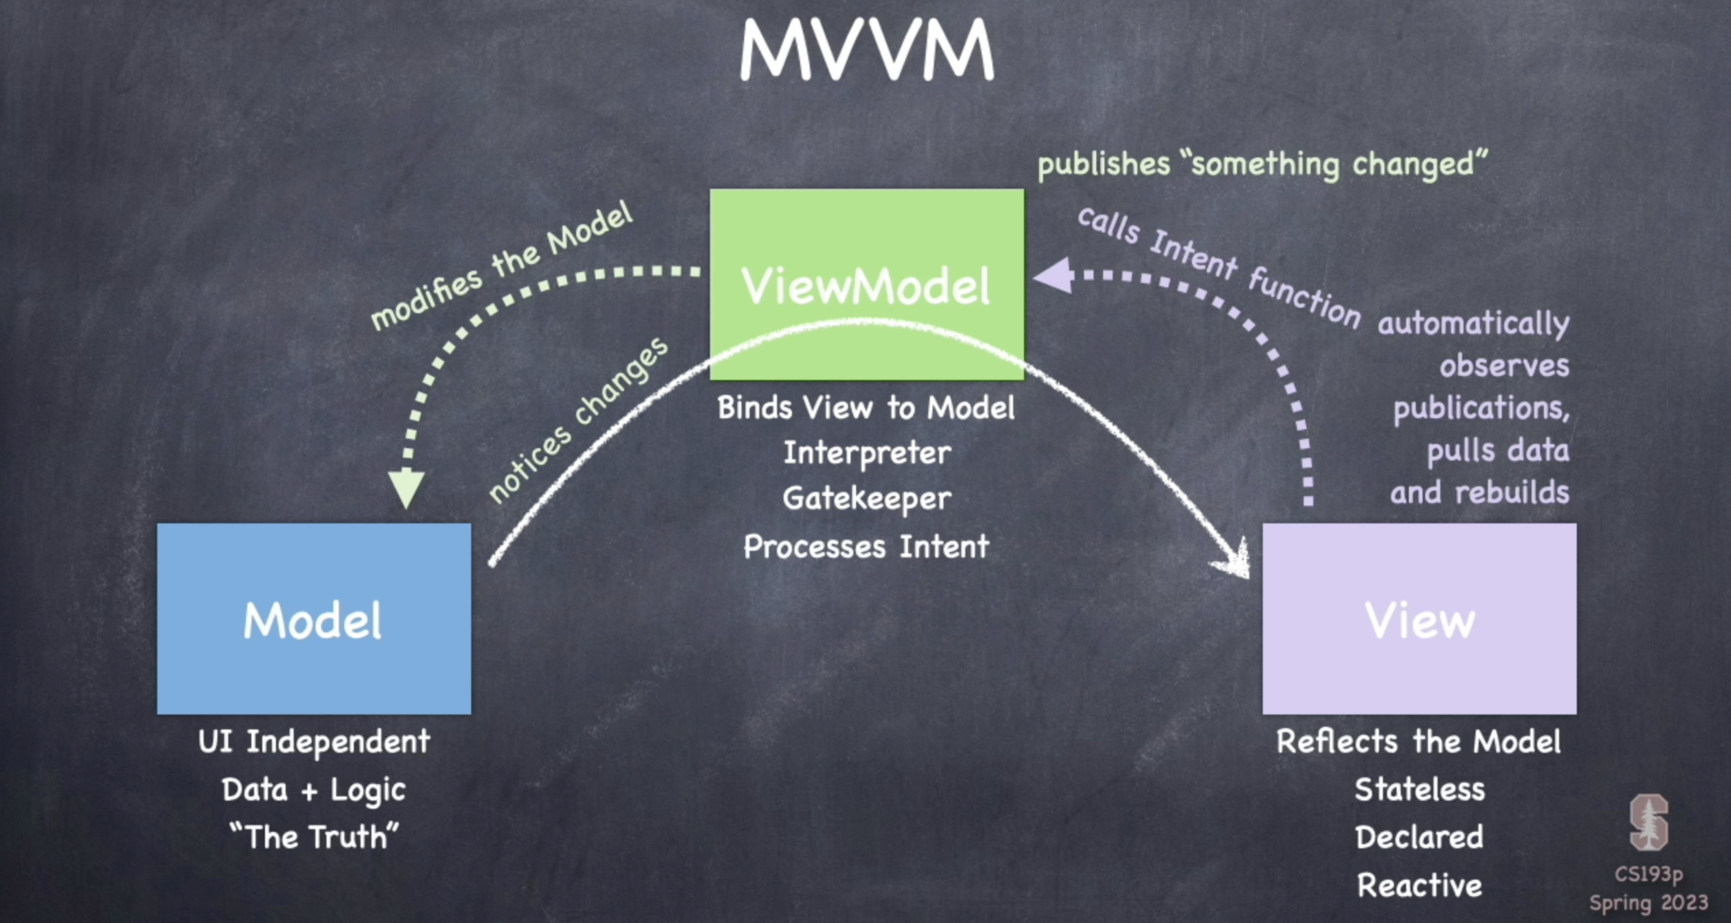 MVVM
publishes “something changed”
modifies the Model
ViewModel
calls Intent function
notices changes
automatically
observes
publications,
pulls data
and rebuilds
Binds View to Model
Interpreter
Gatekeeper
Processes Intent
Model
UI Independent
Data + Logic
“The Truth”
View
Reflects the Model
Stateless
Declared
Reactive
S
CS193p
Spring 2023